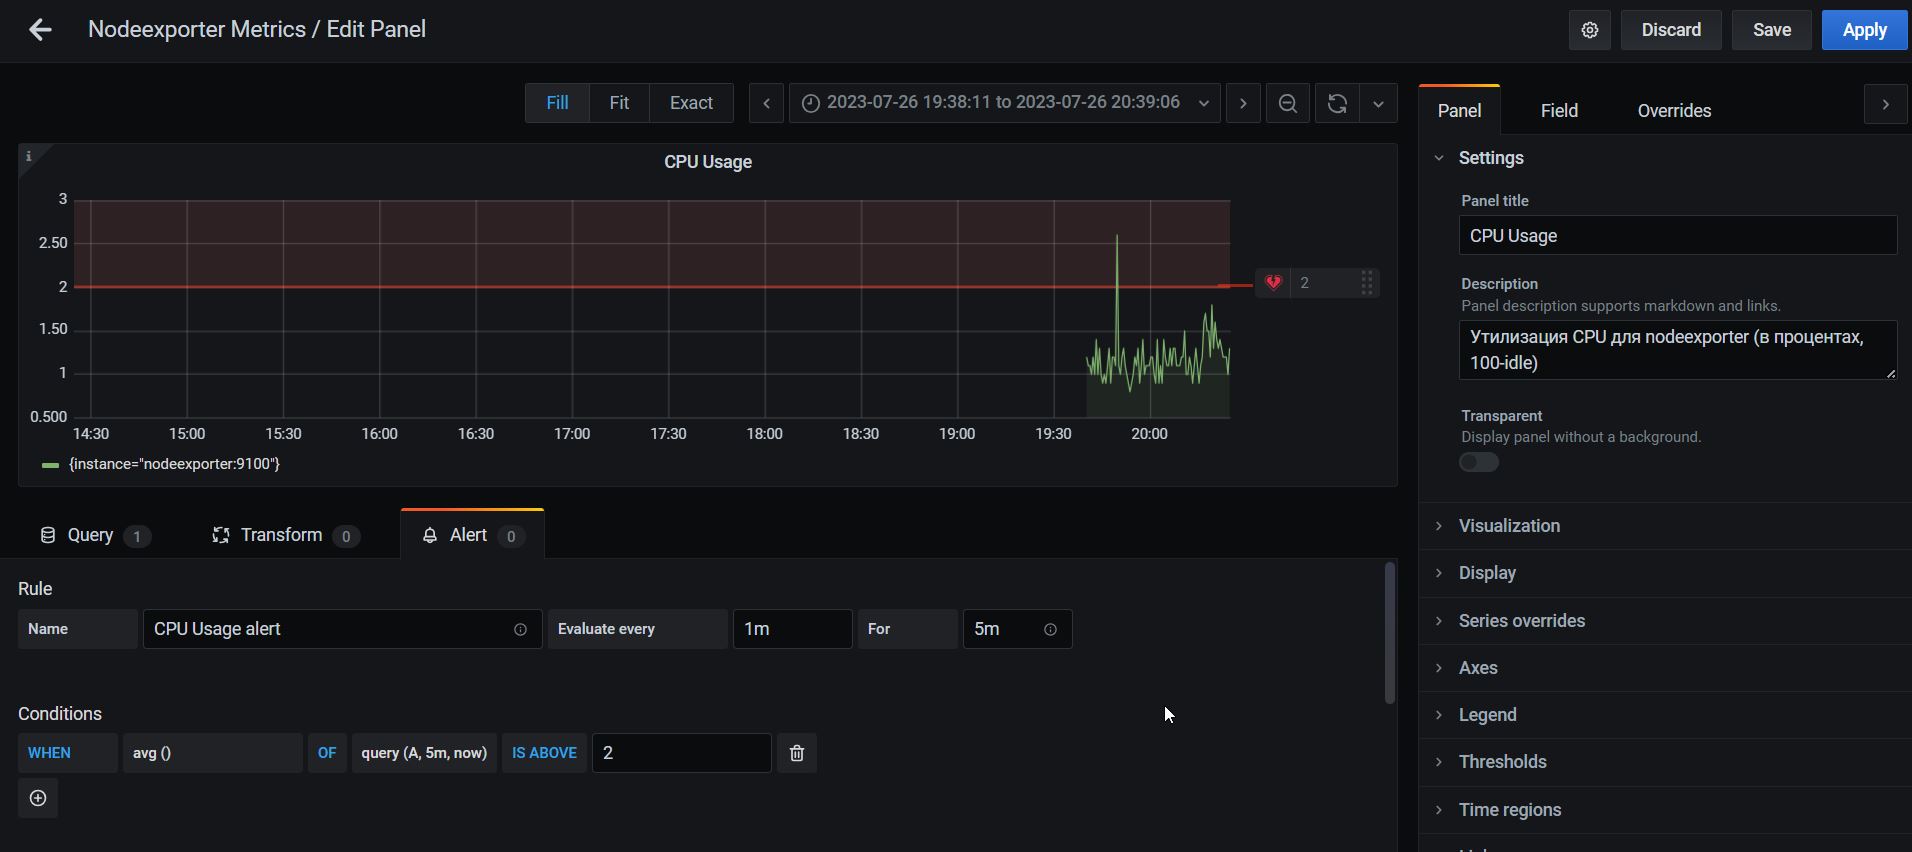 Nodeexporter Metrics / Edit Panel
Discard
Save
Apply
Fill
Fit
Exact
2023-07-26 19:38:11 to 2023-07-26 20:39:06
Panel
Field
Overrides
i
CPU Usage
3
2.50
2
1.50
1
0.500
14:30
15:00
15:30
16:00
16:30
17:00
17:30
18:00
18:30
19:00
19:30
20:00
2
{instance="nodeexporter:9100"}
Query 1
Transform 0
Alert 0
Rule
Name
CPU Usage alert
Evaluate every
1m
For
5m
Conditions
WHEN
avg ()
OF
query (A, 5m, now)
IS ABOVE
2
Settings
Panel title
CPU Usage
Description
Panel description supports markdown and links.
Утилизация CPU для nodeexporter (в процентах,
100-idle)
Transparent
Display panel without a background.
Visualization
Display
Series overrides
Axes
Legend
Thresholds
Time regions